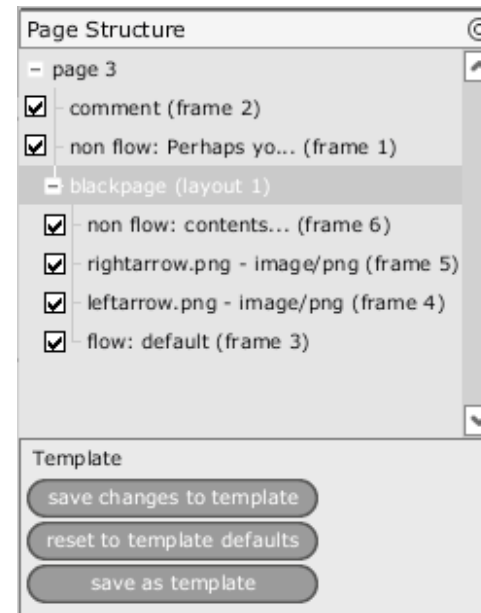 Page Structure
page 3
comment (frame 2)
non flow: Perhaps yo... (frame 1)
blackpage (layout 1)
non flow: contents... (frame 6)
rightarrow.png - image/png (frame 5)
leftarrow.png - image/png (frame 4)
flow: default (frame 3)
Template
save changes to template
reset to template defaults
save as template